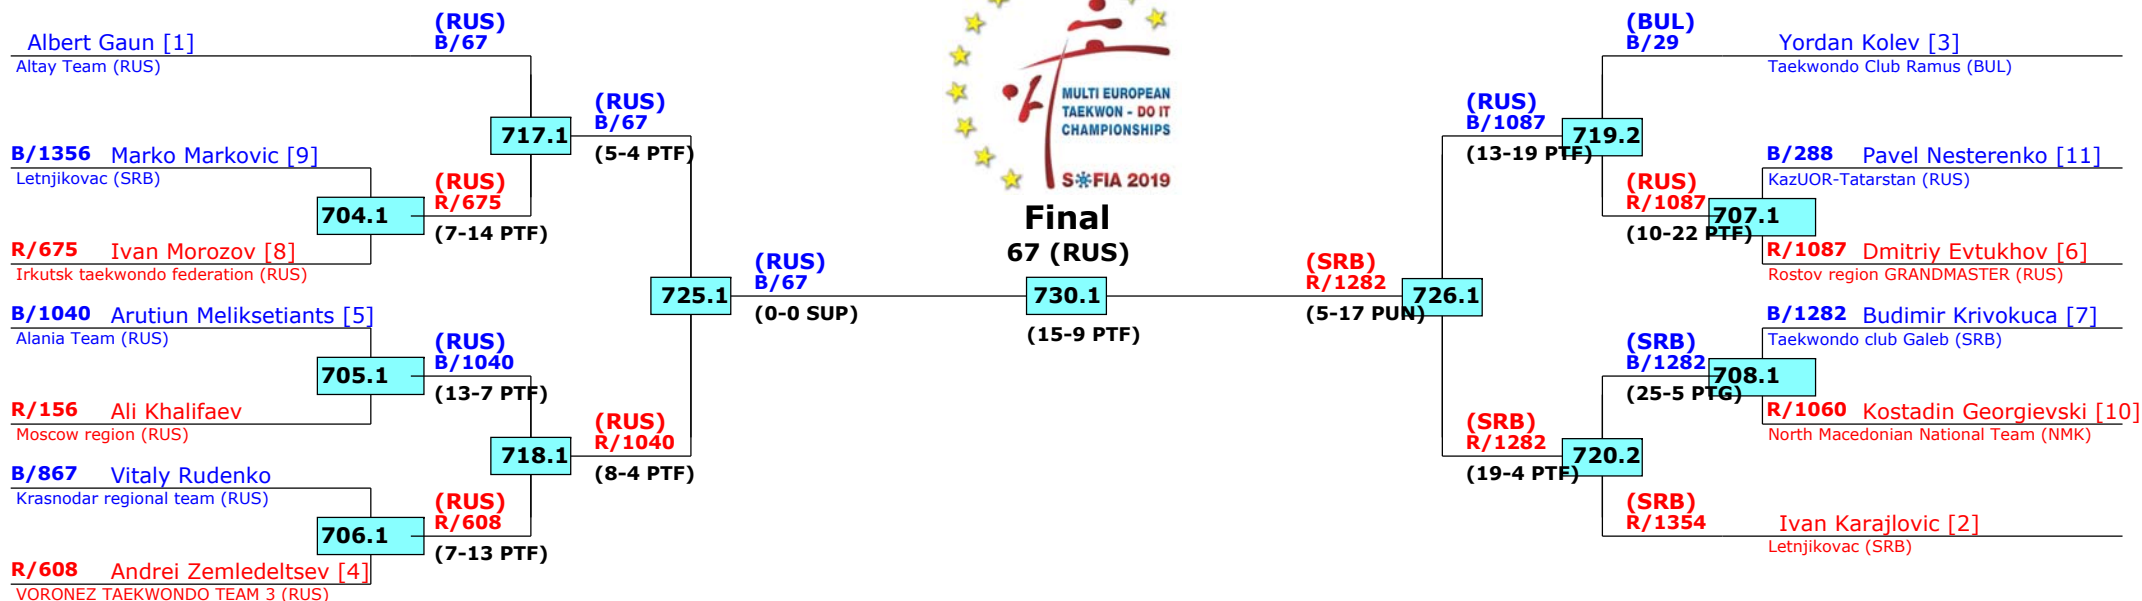 (RUS)
B/67
Albert Gaun [1]
Altay Team (RUS)
B/1356 Marko Markovic [9]
Letnjikovac (SRB)
704.1
R/675 Ivan Morozov [8]
Irkutsk taekwondo federation (RUS)
(RUS)
R/675
(7-14 PTF)
717.1
(RUS)
B/67
(5-4 PTF)
B/1040 Arutiun Meliksetiants [5]
Alania Team (RUS)
705.1
R/156 Ali Khalifaev
Moscow region (RUS)
(RUS)
B/1040
(13-7 PTF)
B/867 Vitaly Rudenko
Krasnodar regional team (RUS)
706.1
R/608 Andrei Zemledeltsev [4]
VORONEZ TAEKWONDO TEAM 3 (RUS)
(RUS)
R/608
(7-13 PTF)
718.1
(RUS)
R/1040
(8-4 PTF)
725.1
(RUS)
B/67
(0-0 SUP)
MULTI EUROPEAN
TAEKWON - DO IT
CHAMPIONSHIPS
SOFIA 2019
Final
67 (RUS)
730.1
(15-9 PTF)
(SRB)
R/1282
(5-17 PUN)
726.1
(RUS)
B/1087
(13-19 PTF)
719.2
(BUL)
B/29
Yordan Kolev [3]
Taekwondo Club Ramus (BUL)
(RUS)
R/1087
(10-22 PTF)
707.1
B/288 Pavel Nesterenko [11]
KazUOR-Tatarstan (RUS)
R/1087 Dmitriy Evtukhov [6]
Rostov region GRANDMASTER (RUS)
(SRB)
R/1282
(19-4 PTF)
720.2
(SRB)
B/1282
(25-5 PTG)
708.1
B/1282 Budimir Krivokuca [7]
Taekwondo club Galeb (SRB)
R/1060 Kostadin Georgievski [10]
North Macedonian National Team (NMK)
(SRB)
R/1354
Ivan Karajlovic [2]
Letnjikovac (SRB)